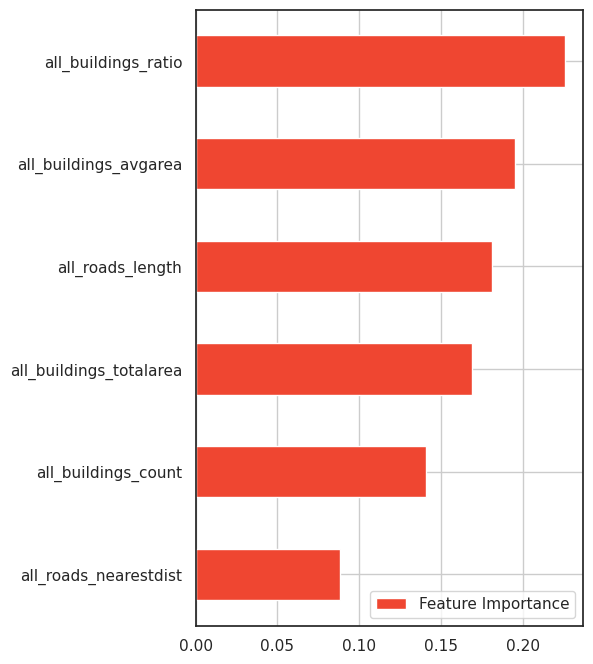 all_buildings_ratio
all_buildings_avgarea
all_roads_length
all_buildings_totalarea
all_buildings_count
all_roads_nearestdist
Feature Importance
0.00 0.05 0.10 0.15 0.20